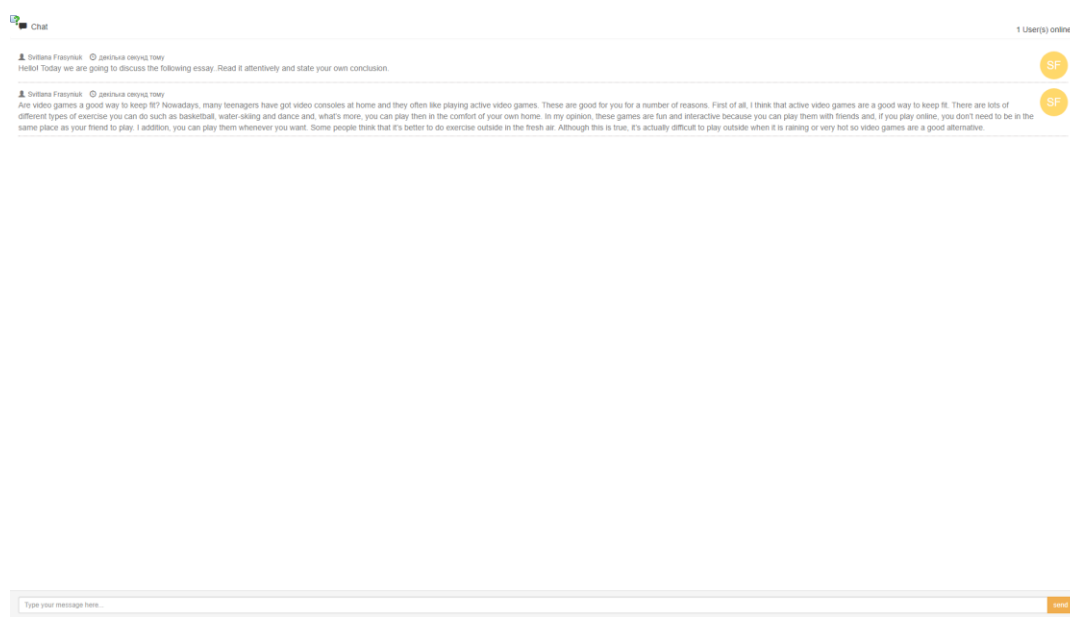 Chat
1 User(s) online
Svitlana Frasyniuk декілька секунд тому
Hello! Today we are going to discuss the following essay. Read it attentively and state your own conclusion.
SF
Svitlana Frasyniuk декілька секунд тому
Are video games a good way to keep fit? Nowadays, many teenagers have got video consoles at home and they often like playing active video games. These are good for you for a number of reasons. First of all, I think that active video games are a good way to keep fit. There are lots of
different types of exercise you can do such as basketball, water-skiing and dance and, what's more, you can play then in the comfort of your own home. In my opinion, these games are fun and interactive because you can play them with friends and, if you play online, you don't need to be in the
same place as your friend to play. I addition, you can play them whenever you want. Some people think that it's better to do exercise outside in the fresh air. Although this is true, it's actually difficult to play outside when it is raining or very hot so video games are a good alternative.
SF
Type your message here...
send